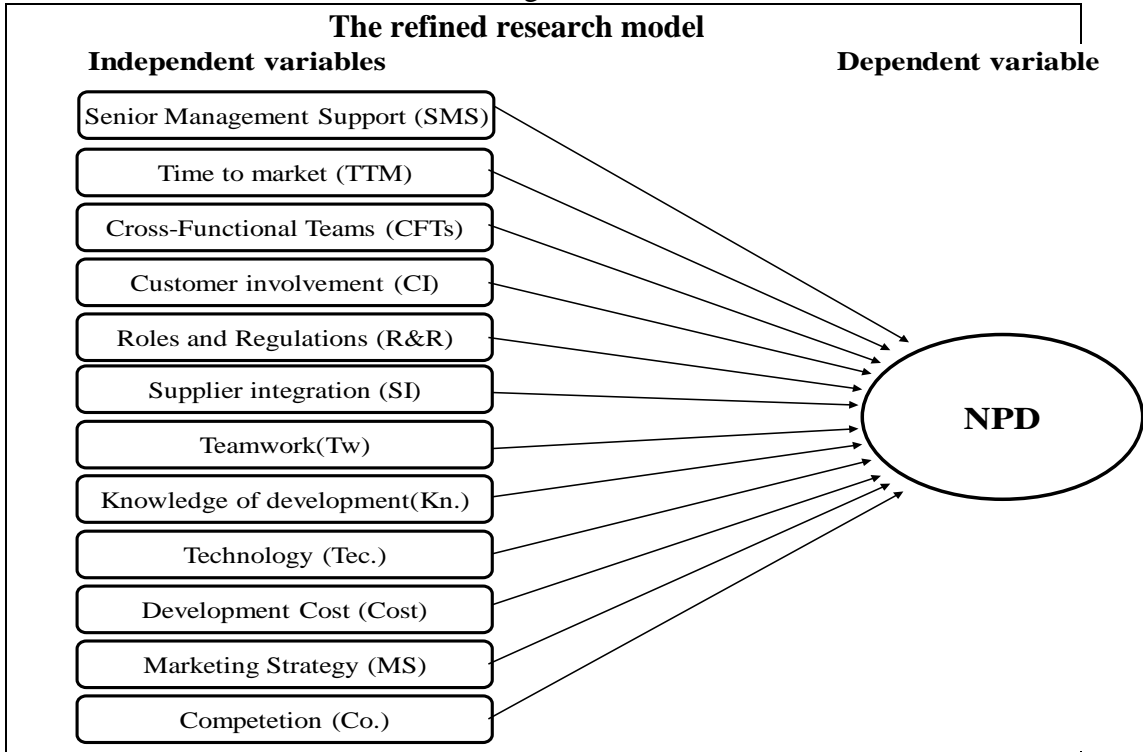 The refined research model
Independent variables
Dependent variable
Senior Management Support (SMS)
Time to market (TTM)
Cross-Functional Teams (CFTs)
Customer involvement (CI)
Roles and Regulations (R&R)
Supplier integration (SI)
Teamwork(Tw)
Knowledge of development(Kn.)
Technology (Tec.)
Development Cost (Cost)
Marketing Strategy (MS)
Competetion (Co.)
NPD